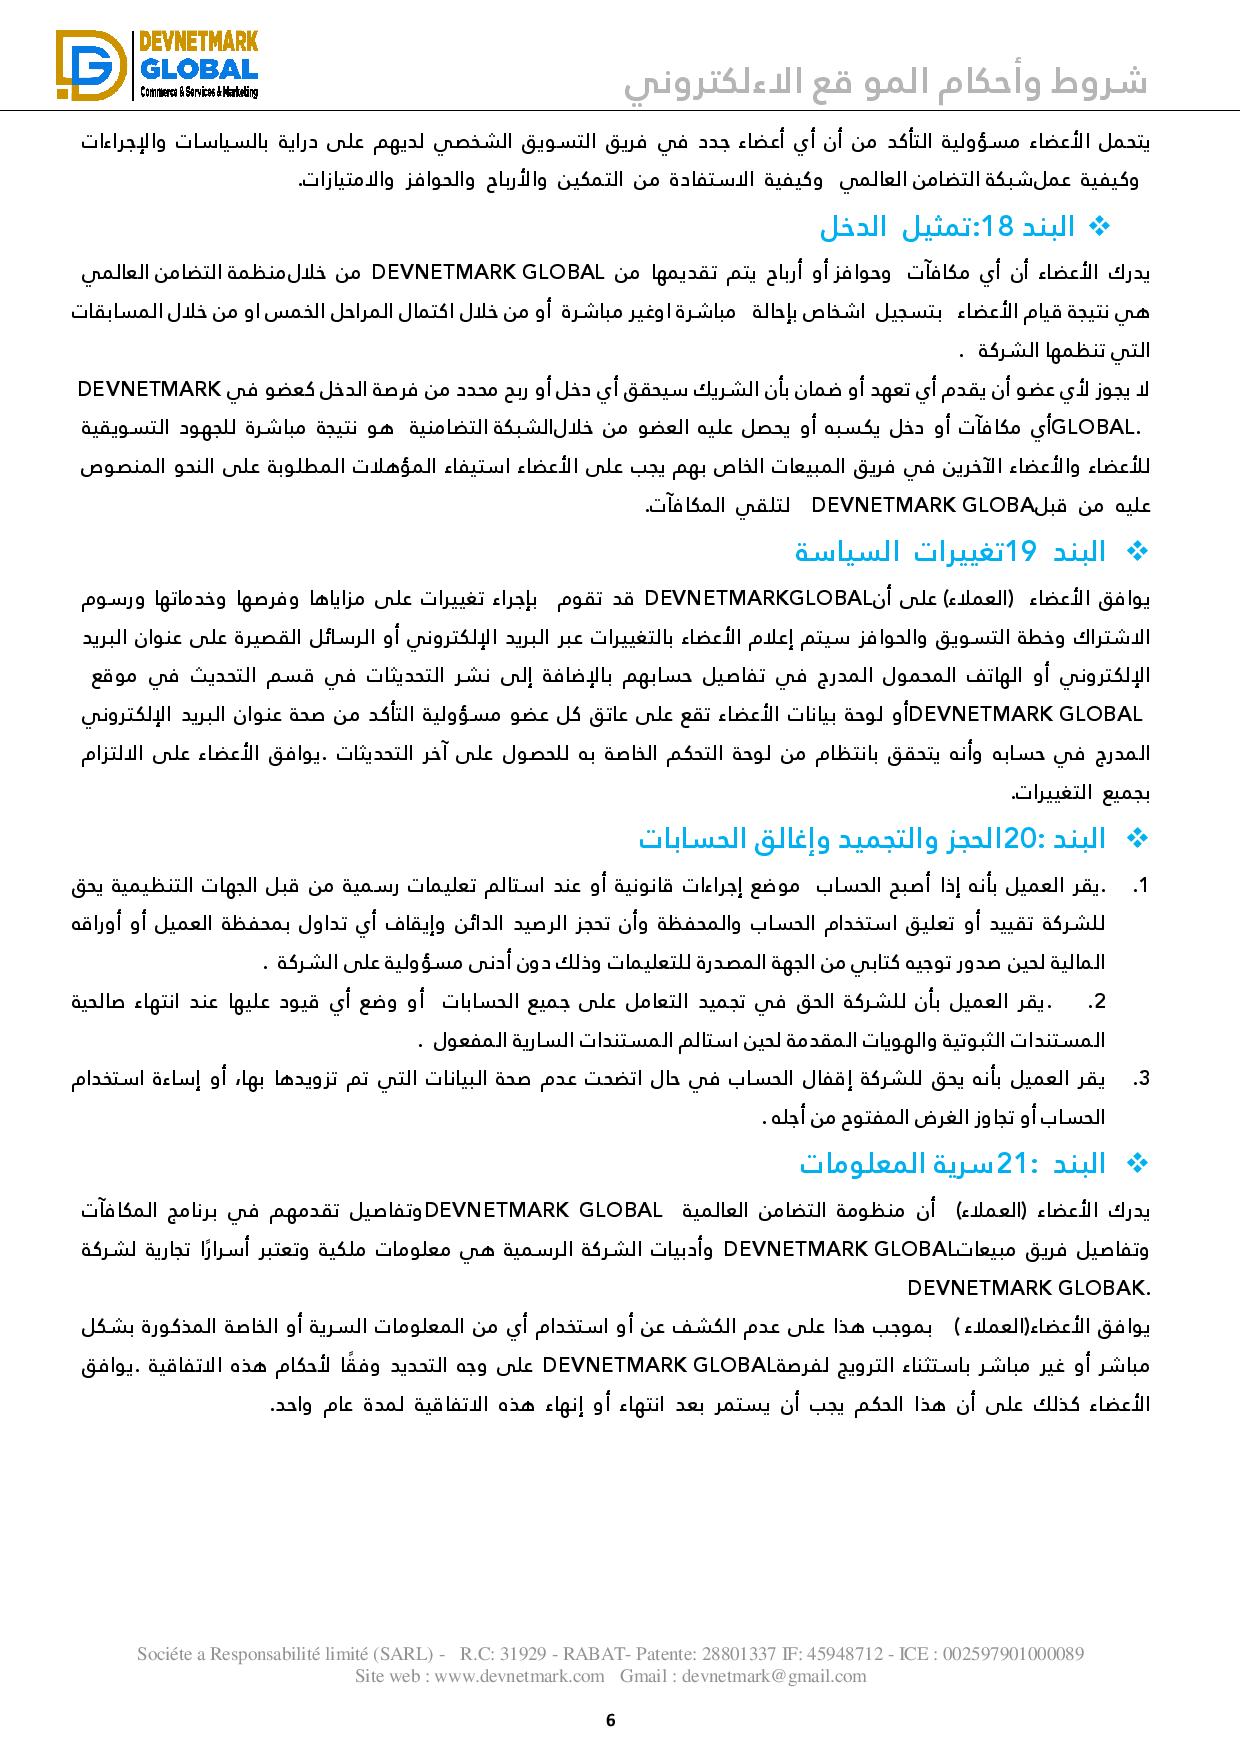 DEVNETMARK
GLOBAL
Commerce & Services & Marketing
شروط وأحكام المو قع الاءلكتروني
يتحمل الأعضاء مسؤولية التأكد من أن أي أعضاء جدد في فريق التسويق الشخصي لديهم على دراية بالسياسات والإجراءات
وكيفية عمل شبكة التضامن العالمي وكيفية الاستفادة من التمكين والأرباح والحوافز والامتيازات.
❖ البند 18:تمثيل الدخل
يدرك الأعضاء أن أي مكافآت وحوافز أو أرباح يتم تقديمها من DEVNETMARK GLOBAL من خلال منظمة التضامن العالمي
هي نتيجة قيام الأعضاء بتسجيل اشخاص بإحالة مباشرة اوغير مباشرة أو من خلال اكتمال المراحل الخمس او من خلال المسابقات
التي تنظمها الشركة .
لا يجوز لأي عضو أن يقدم أي تعهد أو ضمان بأن الشريك سيحقق أي دخل أو ربح محدد من فرصة الدخل كعضو في DEVNETMARK
GLOBAL.أي مكافآت أو دخل يكسبه أو يحصل عليه العضو من خلال الشبكة التضامنية هو نتيجة مباشرة للجهود التسويقية
للأعضاء والأعضاء الآخرين في فريق المبيعات الخاص بهم يجب على الأعضاء استيفاء المؤهلات المطلوبة على النحو المنصوص
عليه من قبل DEVNETMARK GLOBA لتلقي المكافآت.
❖ البند 19تغييرات السياسة
يوافق الأعضاء (العملاء) على أن DEVNETMARKGLOBAL قد تقوم بإجراء تغييرات على مزاياها وفرصها وخدماتها ورسوم
الاشتراك وخطة التسويق والحوافز سيتم إعلام الأعضاء بالتغييرات عبر البريد الإلكتروني أو الرسائل القصيرة على عنوان البريد
الإلكتروني أو الهاتف المحمول المدرج في تفاصيل حسابهم بالإضافة إلى نشر التحديثات في قسم التحديث في موقع
DEVNETMARK GLOBALأو لوحة بيانات الأعضاء تقع على عاتق كل عضو مسؤولية التأكد من صحة عنوان البريد الإلكتروني
المدرج في حسابه وأنه يتحقق بانتظام من لوحة التحكم الخاصة به للحصول على آخر التحديثات .يوافق الأعضاء على الالتزام
بجميع التغييرات.
❖ البند :20الحجز والتجميد وإغالق الحسابات
1. .يقر العميل بأنه إذا أصبح الحساب موضع إجراءات قانونية أو عند استالم تعليمات رسمية من قبل الجهات التنظيمية يحق
للشركة تقييد أو تعليق استخدام الحساب والمحفظة وأن تحجز الرصيد الدائن وإيقاف أي تداول بمحفظة العميل أو أوراقه
المالية لحين صدور توجيه كتابي من الجهة المصدرة للتعليمات وذلك دون أدنى مسؤولية على الشركة .
2. .يقر العميل بأن للشركة الحق في تجميد التعامل على جميع الحسابات أو وضع أي قيود عليها عند انتهاء صالحية
المستندات الثبوتية والهويات المقدمة لحين استالم المستندات السارية المفعول .
3. يقر العميل بأنه يحق للشركة إقفال الحساب في حال اتضحت عدم صحة البيانات التي تم تزويدها بها، أو إساءة استخدام
الحساب أو تجاوز الغرض المفتوح من أجله .
❖ البند :21سرية المعلومات
يدرك الأعضاء (العملاء) أن منظومة التضامن العالمية DEVNETMARK GLOBALوتفاصيل تقدمهم في برنامج المكافآت
وتفاصيل فريق مبيعات DEVNETMARK GLOBAL وأدبيات الشركة الرسمية هي معلومات ملكية وتعتبر أسرارًا تجارية لشركة
DEVNETMARK GLOBAK.
يوافق الأعضاء(العملاء ) بموجب هذا على عدم الكشف عن أو استخدام أي من المعلومات السرية أو الخاصة المذكورة بشكل
مباشر أو غير مباشر باستثناء الترويج لفرصة DEVNETMARK GLOBAL على وجه التحديد وفقًا لأحكام هذه الاتفاقية .يوافق
الأعضاء كذلك على أن هذا الحكم يجب أن يستمر بعد انتهاء أو إنهاء هذه الاتفاقية لمدة عام واحد.
Sociéte a Responsabilité limité (SARL) - R.C: 31929 - RABAT- Patente: 28801337 IF: 45948712 - ICE : 002597901000089
Site web : www.devnetmark.com Gmail : devnetmark@gmail.com
6